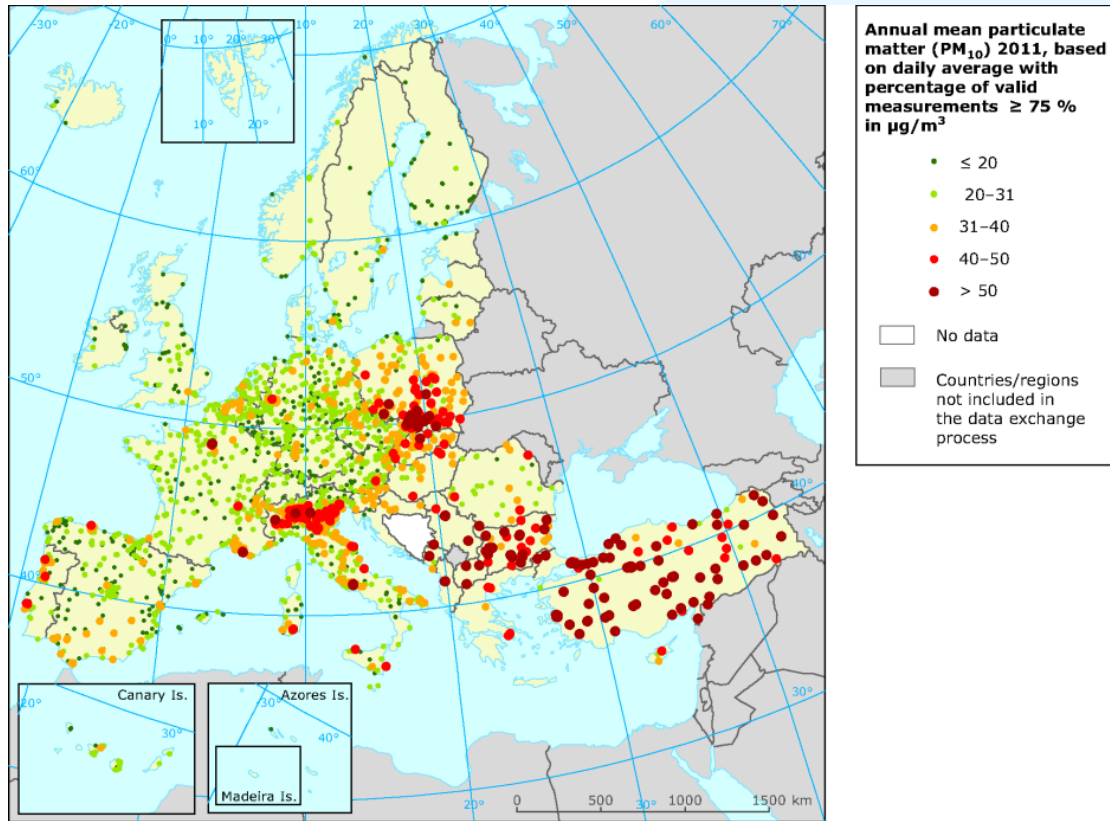 -30°
-20°
-10°
0°
10°
20°
30°
40°
50°
60°
70°
0°
10°
20°
30°
10°
20°
60°
50°
40°
60°
50°
40°
30°
20°
30°
Canary Is.
20°
30°
Azores Is.
-30°
40°
Madeira Is.
0 500 1000 1500 km
Annual mean particulate
matter (PM10) 2011, based
on daily average with
percentage of valid
measurements ≥ 75 %
in µg/m³
≤ 20
20–31
31–40
40–50
> 50
No data
Countries/regions
not included in
the data exchange
process